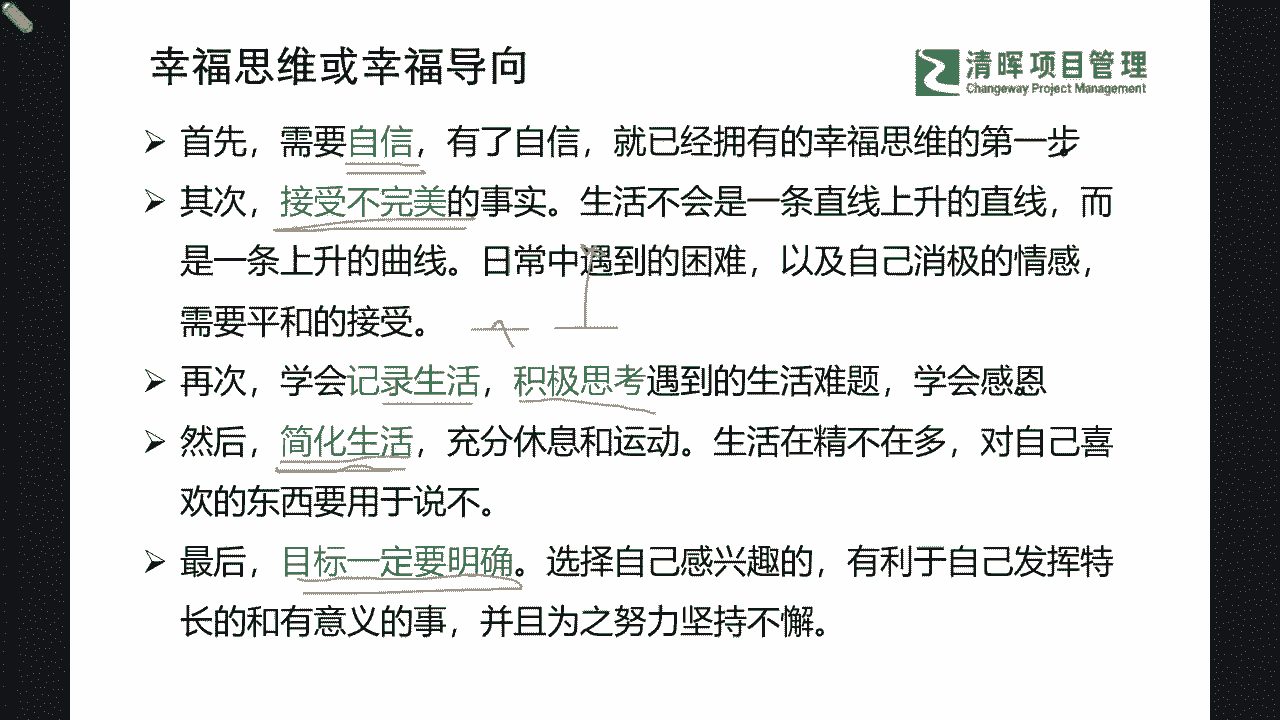 幸福思维或幸福导向
清晖项目管理
Changeway Project Management
首先，需要自信，有了自信，就已经拥有的幸福思维的第一步
其次，接受不完美的事实。生活不会是一条直线上升的直线，而
是一条上升的曲线。日常中遇到的困难，以及自己消极的情感，
需要平和的接受。
再次，学会记录生活，积极思考遇到的生活难题，学会感恩
然后，简化生活，充分休息和运动。生活在精不在多，对自己喜
欢的东西要用于说不。
最后，目标一定要明确。选择自己感兴趣的，有利于自己发挥特
长的和有意义的事，并且为之努力坚持不懈。